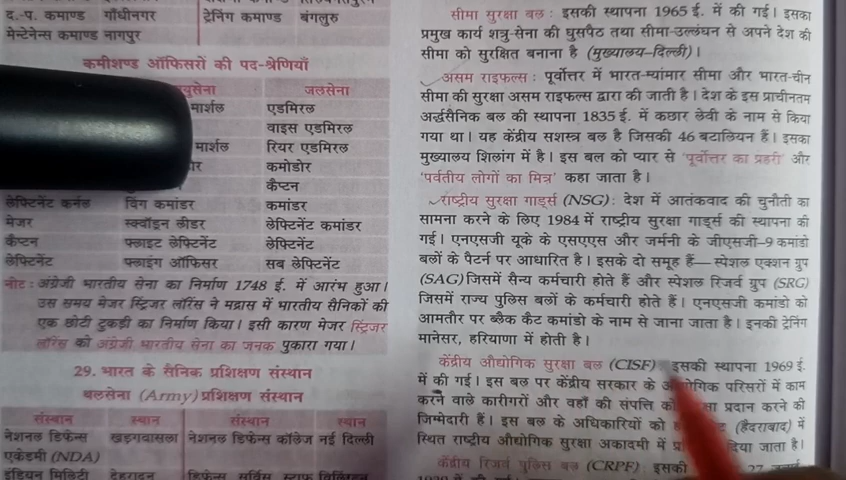 द.-प. कमाण्ड गाँधीनगर ट्रेनिंग कमाण्ड बंगलुरु
मेन्टेनेन्स कमाण्ड नागपुर
कमीशण्ड ऑफिसरों की पद-श्रेणियाँ
जलसेना
मार्शल एडमिरल
वाइस एडमिरल
मार्शल रियर एडमिरल
कमोडोर
कैप्टन
लेफ्टिनेंट कर्नल विंग कमांडर कमांडर
मेजर स्क्वॉड्रन लीडर लेफ्टिनेंट कमांडर
कैप्टन फ्लाइट लेफ्टिनेंट लेफ्टिनेंट
लेफ्टिनेंट फ्लाइंग ऑफिसर सब लेफ्टिनेंट
नोट : अंग्रेजी भारतीय सेना का निर्माण 1748 ई. में आरंभ हुआ।
उस समय मेजर स्ट्रिंजर लॉरेंस ने मद्रास में भारतीय सैनिकों की
एक छोटी टुकड़ी का निर्माण किया। इसी कारण मेजर स्ट्रिंजर
लॉरेंस को अंग्रेजी भारतीय सेना का जनक पुकारा गया।
29. भारत के सैनिक प्रशिक्षण संस्थान
थलसेना (Army) प्रशिक्षण संस्थान
संस्थान स्थान संस्थान स्थान
नेशनल डिफेन्स खड़गवासला नेशनल डिफेन्स कॉलेज नई दिल्ली
एकेडमी (NDA)
इंडियन मिलिट्री देहरादून डिफेन्स सर्विस स्टाफ
सीमा सुरक्षा बल : इसकी स्थापना 1965 ई. में की गई। इसका
प्रमुख कार्य शत्रु-सेना की घुसपैठ तथा सीमा-उल्लंघन से अपने देश की
सीमा को सुरक्षित बनाना है (मुख्यालय-दिल्ली)।
असम राइफल्स : पूर्वोत्तर में भारत-म्यांमार सीमा और भारत-चीन
सीमा की सुरक्षा असम राइफल्स द्वारा की जाती है। देश के इस प्राचीनतम
अर्द्धसैनिक बल की स्थापना 1835 ई. में कछार लेवी के नाम से किया
गया था। यह केंद्रीय सशस्त्र बल है जिसकी 46 बटालियन हैं। इसका
मुख्यालय शिलांग में है। इस बल को प्यार से 'पूर्वोत्तर का प्रहरी' और
'पर्वतीय लोगों का मित्र' कहा जाता है।
राष्ट्रीय सुरक्षा गार्ड्स (NSG) : देश में आतंकवाद की चुनौती का
सामना करने के लिए 1984 में राष्ट्रीय सुरक्षा गार्ड्स की स्थापना की
गई। एनएसजी यूके के एसएएस और जर्मनी के जीएसजी-9 कमांडो
बलों के पैटर्न पर आधारित है। इसके दो समूह हैं— स्पेशल एक्शन ग्रुप
(SAG) जिसमें सैन्य कर्मचारी होते हैं और स्पेशल रिजर्व ग्रुप (SRG)
जिसमें राज्य पुलिस बलों के कर्मचारी होते हैं। एनएसजी कमांडो को
आमतौर पर ब्लैक कैट कमांडो के नाम से जाना जाता है। इनकी ट्रेनिंग
मानेसर, हरियाणा में होती है।
केंद्रीय औद्योगिक सुरक्षा बल (CISF) इसकी स्थापना 1969 ई.
में की गई। इस बल पर केंद्रीय सरकार के परिसरों में काम
करने वाले कारीगरों और वहाँ की संपत्ति को प्रदान करने की
जिम्मेदारी हैं। इस बल के अधिकारियों को (हैदराबाद) में
स्थित राष्ट्रीय औद्योगिक सुरक्षा अकादमी में दिया जाता है।
केंद्रीय रिजर्व पुलिस बल (CRPF) : इसकी 27